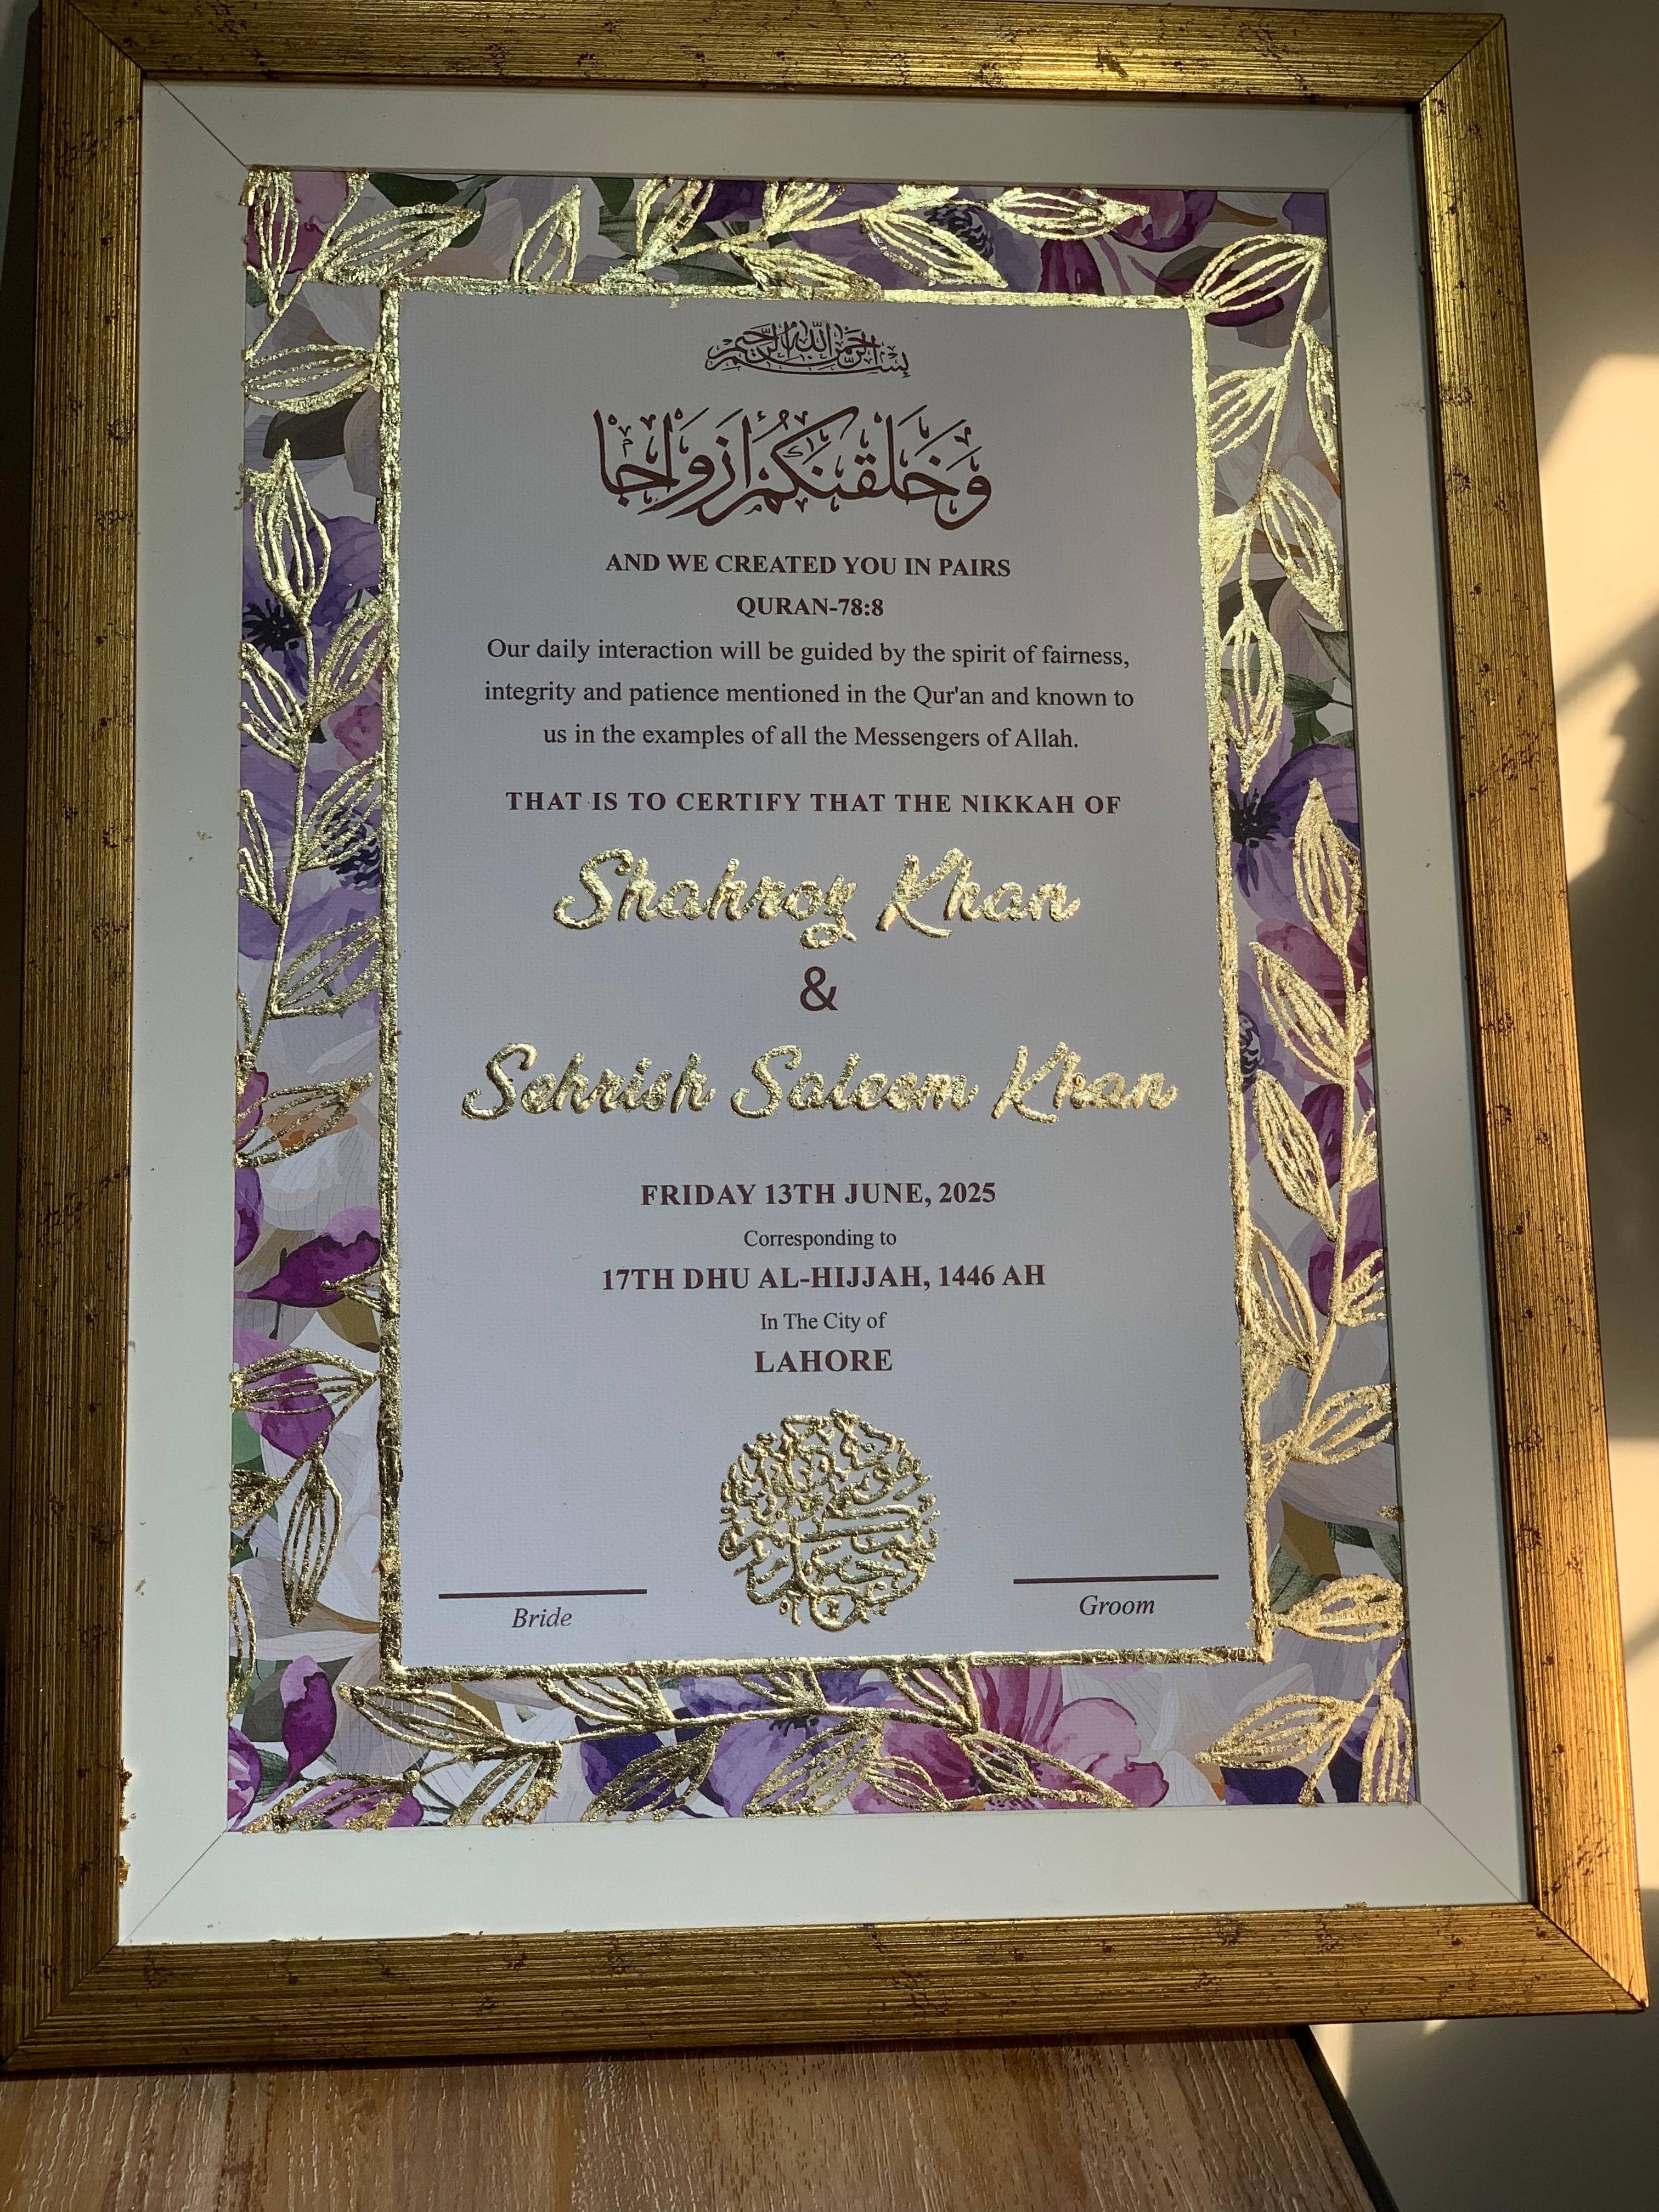 بسم الله الرحمن الرحيم
وَخَلَقْنَٰكُمْ أَزْوَٰجًا
AND WE CREATED YOU IN PAIRS
QURAN-78:8
Our daily interaction will be guided by the spirit of fairness,
integrity and patience mentioned in the Qur'an and known to
us in the examples of all the Messengers of Allah.
THAT IS TO CERTIFY THAT THE NIKKAH OF
Shahroz Khan
&
Sehrish Saleem Khan
FRIDAY 13TH JUNE, 2025
Corresponding to
17TH DHU AL-HIJJAH, 1446 AH
In The City of
LAHORE
Bride
Groom